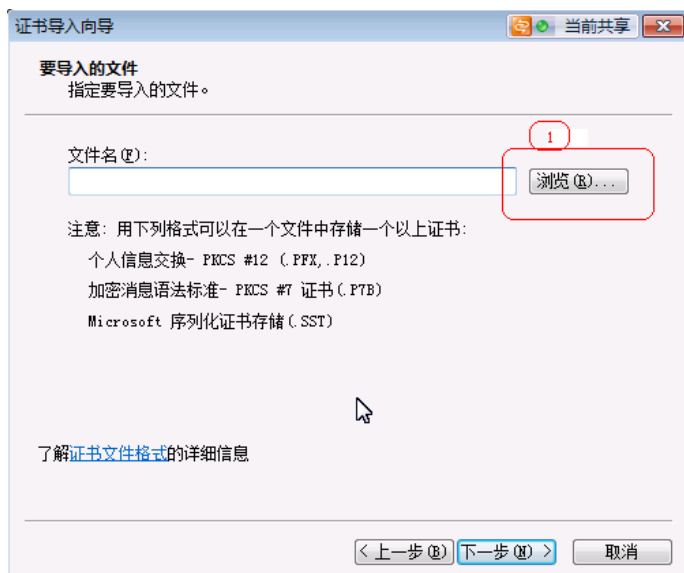 证书导入向导
当前共享
要导入的文件
指定要导入的文件。
1
文件名(F):
浏览(R)...
注意: 用下列格式可以在一个文件中存储一个以上证书:
个人信息交换- PKCS #12 (.PFX,.P12)
加密消息语法标准- PKCS #7 证书(.P7B)
Microsoft 序列化证书存储(.SST)
了解证书文件格式的详细信息
< 上一步(B) 下一步(N) > 取消